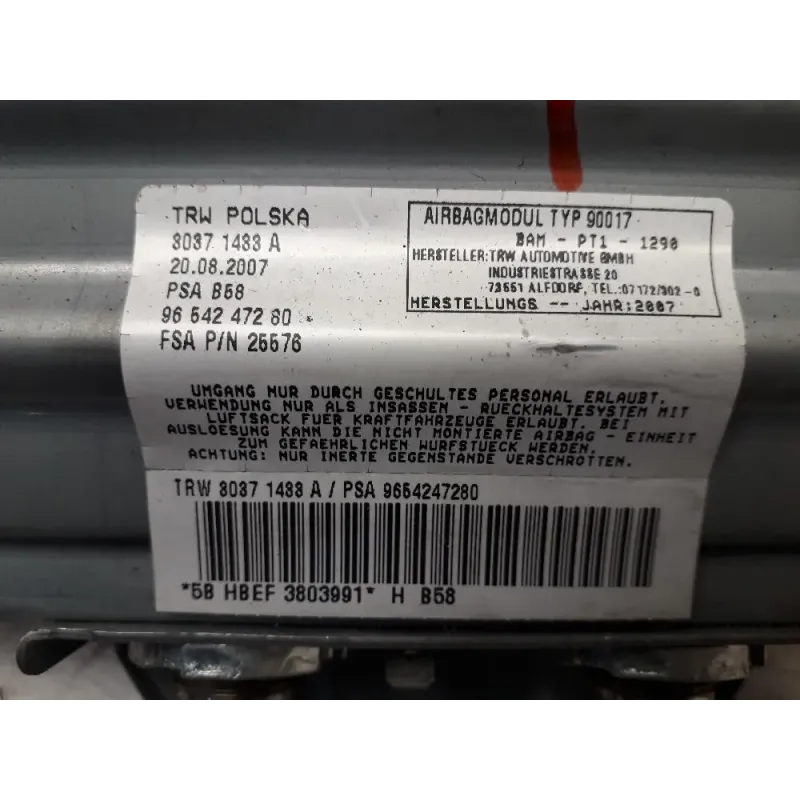 TRW POLSKA
3037 1433 A
20.08.2007
PSA B58
96 542 472 80
FSA P/N 25576
AIRBAGMODUL TYP 90017
BAM - PT1 - 1290
HERSTELLER:TRW AUTOMOTIVE GMBH
INDUSTRIESTRASSE 20
73551 ALFDORF, TEL.:07172/302-0
HERSTELLUNGS -- JAHR:2007
UMGANG NUR DURCH GESCHULTES PERSONAL ERLAUBT.
VERWENDUNG NUR ALS INSASSEN - RUECKHALTESYSTEM MIT
LUFTSACK FUER KRAFTFAHRZEUGE ERLAUBT. BEI
AUSLOESUNG KANN DIE NICHT MONTIERTE AIRBAG - EINHEIT
ZUM GEFAEHRLICHEN WURFSTUECK WERDEN.
ACHTUNG: NUR INERTE GEGENSTANDE VERSCHROTTEN.
TRW 3037 1433 A / PSA 9654247280
*5B HBEF 3803991* H B58